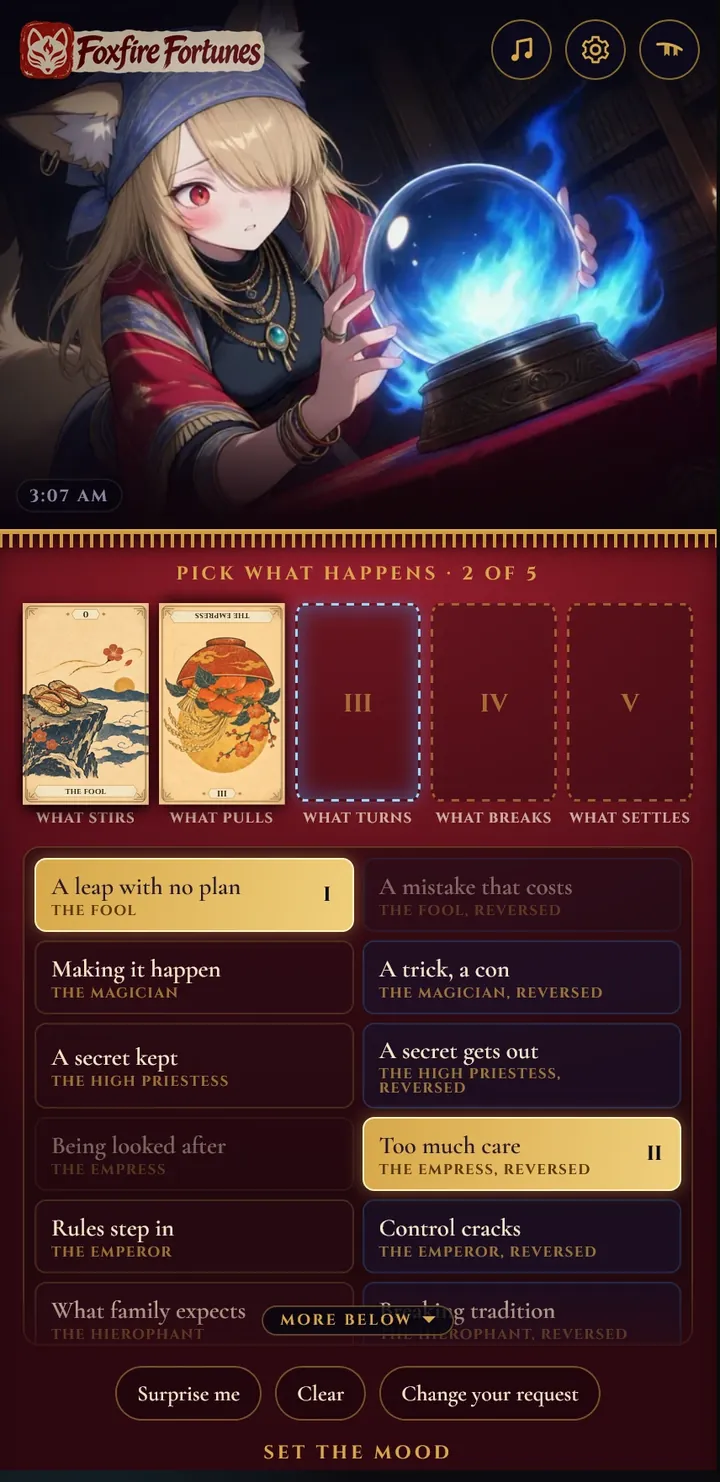 Foxfire Fortunes
3:07 AM
PICK WHAT HAPPENS · 2 OF 5
0
THE FOOL
THE EMPRESS
III
III
IV
V
WHAT STIRS
WHAT PULLS
WHAT TURNS
WHAT BREAKS
WHAT SETTLES
A leap with no plan
THE FOOL
I
A mistake that costs
THE FOOL, REVERSED
Making it happen
THE MAGICIAN
A trick, a con
THE MAGICIAN, REVERSED
A secret kept
THE HIGH PRIESTESS
A secret gets out
THE HIGH PRIESTESS,
REVERSED
Being looked after
THE EMPRESS
Too much care
THE EMPRESS, REVERSED
II
Rules step in
THE EMPEROR
Control cracks
THE EMPEROR, REVERSED
What family expects
THE HIEROPHANT
Breaking tradition
THE HIEROPHANT, REVERSED
MORE BELOW
Surprise me
Clear
Change your request
SET THE MOOD